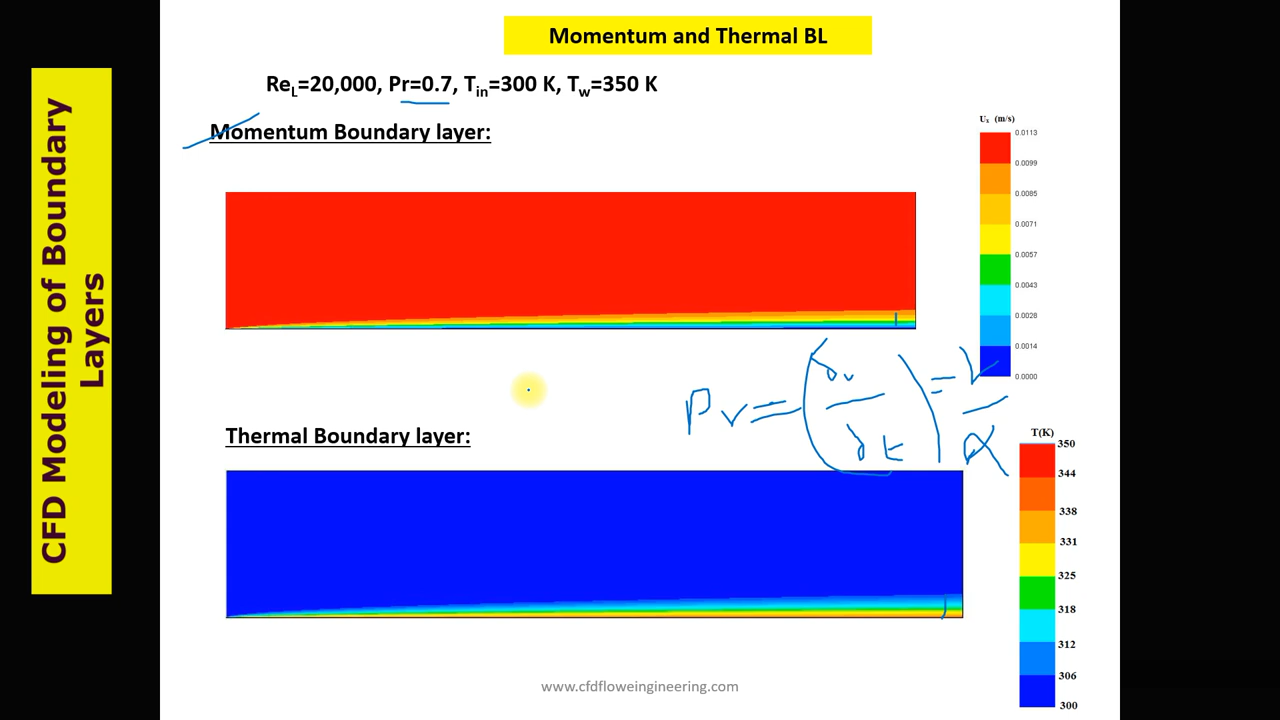 Momentum and Thermal BL
CFD Modeling of Boundary
Layers
ReL=20,000, Pr=0.7, Tin=300 K, Tw=350 K
Momentum Boundary layer:
Ux (m/s)
0.0113
0.0099
0.0085
0.0071
0.0057
0.0043
0.0028
0.0014
0.0000
Thermal Boundary layer:
T(K)
350
344
338
331
325
318
312
306
300
www.cfdfloweingineering.com